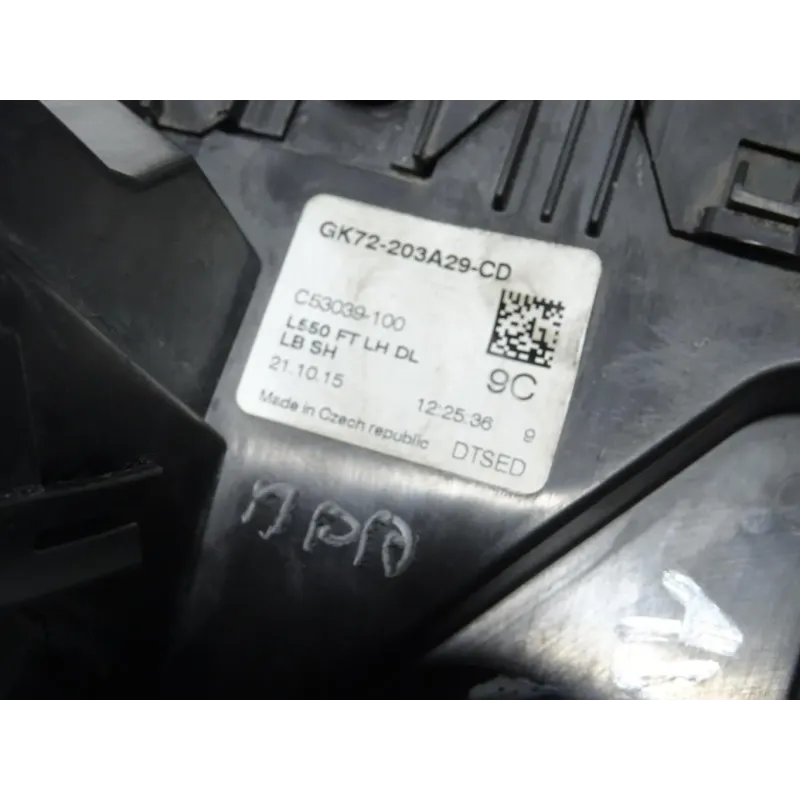 GK72-203A29-CD
C53039-100
L550 FT LH DL
LB SH
9C
21.10.15
12:25:36 9
Made in Czech republic DTSED